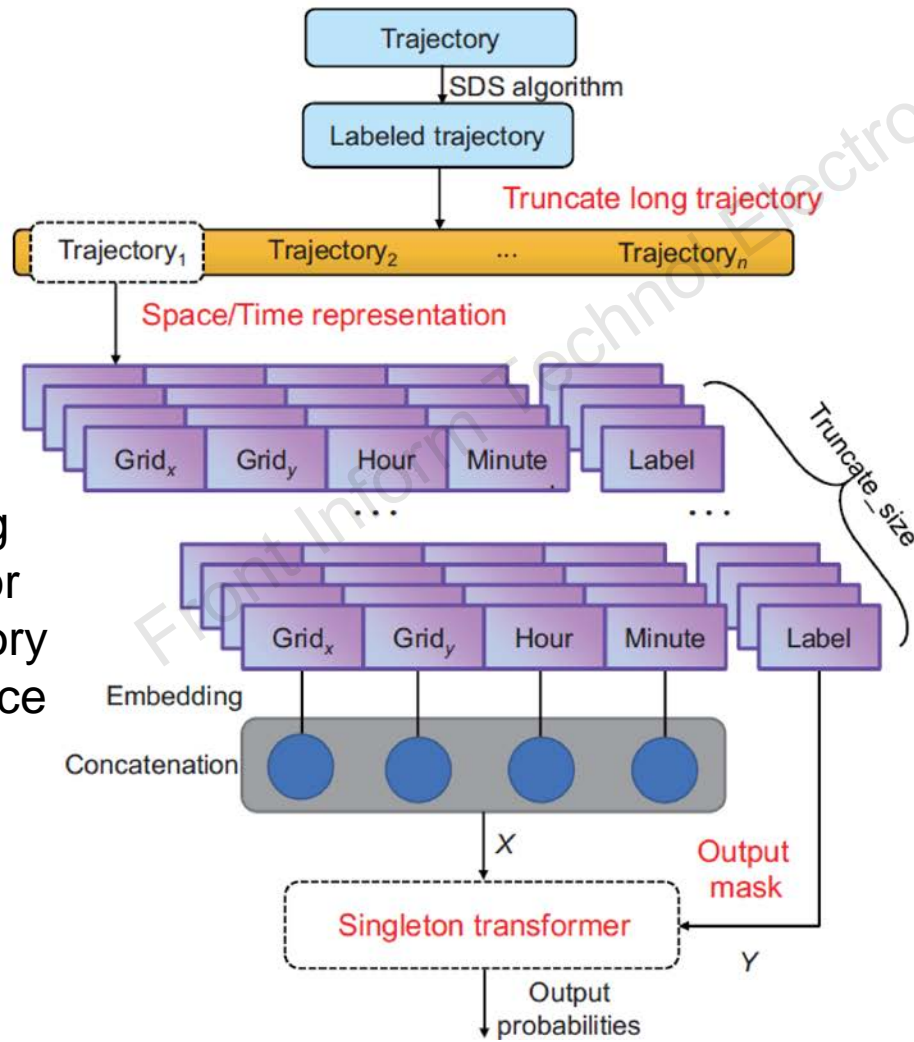 Trajectory
SDS algorithm
Labeled trajectory
Truncate long trajectory
Trajectory1 Trajectory2 ... Trajectoryn
Space/Time representation
Gridx Gridy Hour Minute Label
... ...
Truncate_size
Gridx Gridy Hour Minute Label
g
or
ory
ce
Embedding
Concatenation
X
Output
mask
Singleton transformer
Y
Output
probabilities
Front Inform Technol Electro